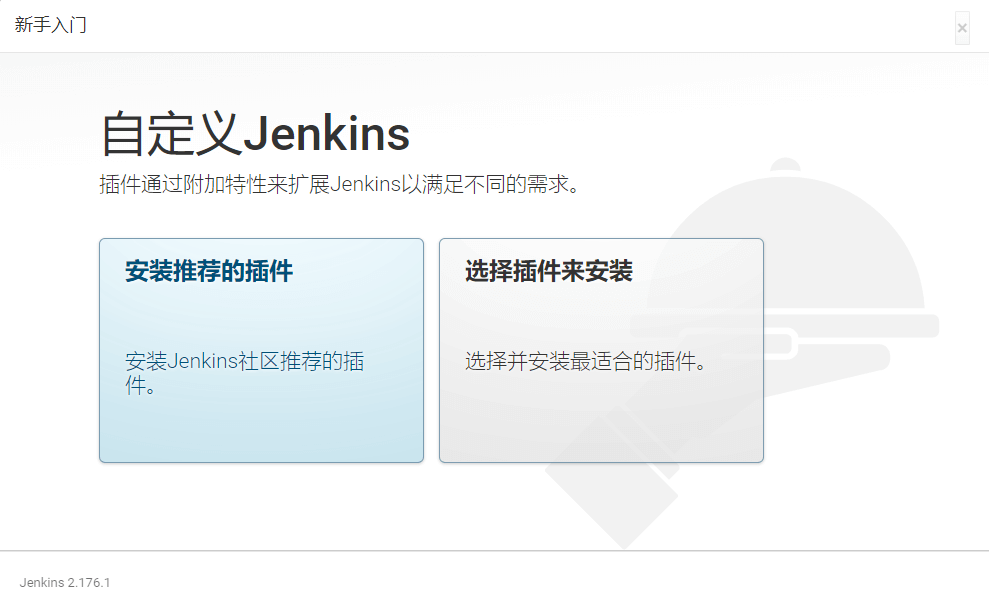 新手入门
×
自定义Jenkins
插件通过附加特性来扩展Jenkins以满足不同的需求。
安装推荐的插件
安装Jenkins社区推荐的插
件。
选择插件来安装
选择并安装最适合的插件。
Jenkins 2.176.1